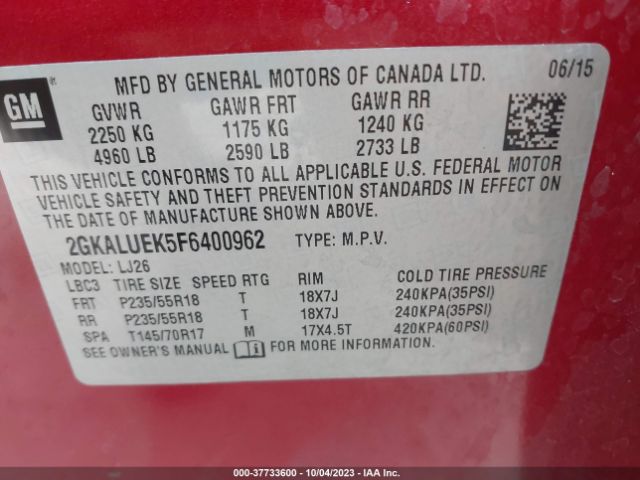 GM
MFD BY GENERAL MOTORS OF CANADA LTD. 06/15
GVWR GAWR FRT GAWR RR
2250 KG 1175 KG 1240 KG
4960 LB 2590 LB 2733 LB
THIS VEHICLE CONFORMS TO ALL APPLICABLE U.S. FEDERAL MOTOR
VEHICLE SAFETY AND THEFT PREVENTION STANDARDS IN EFFECT ON
THE DATE OF MANUFACTURE SHOWN ABOVE.
2GKALUEK5F6400962 TYPE: M.P.V.
MODEL: LJ26
LBC3 TIRE SIZE SPEED RTG RIM COLD TIRE PRESSURE
FRT P235/55R18 T 18X7J 240KPA(35PSI)
RR P235/55R18 T 18X7J 240KPA(35PSI)
SPA T145/70R17 M 17X4.5T 420KPA(60PSI)
SEE OWNER'S MANUAL FOR MORE INFORMATION.
000-37733600 - 10/04/2023 - IAA Inc.